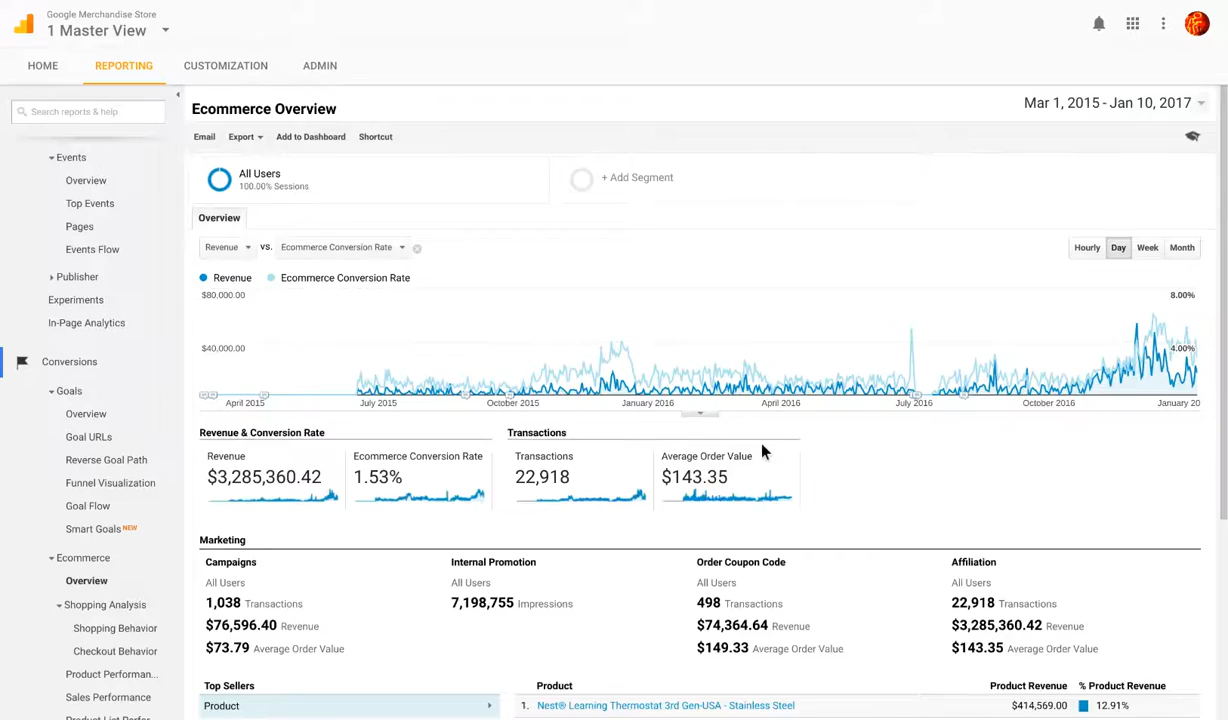 Google Merchandise Store
1 Master View
HOME REPORTING CUSTOMIZATION ADMIN
Search reports & help
Events
Overview
Top Events
Pages
Events Flow
Publisher
Experiments
In-Page Analytics
Conversions
Goals
Overview
Goal URLs
Reverse Goal Path
Funnel Visualization
Goal Flow
Smart Goals NEW
Ecommerce
Overview
Shopping Analysis
Shopping Behavior
Checkout Behavior
Product Performan...
Sales Performance
Product List Perfor
Ecommerce Overview
Mar 1, 2015 - Jan 10, 2017
Email Export Add to Dashboard Shortcut
All Users
100.00% Sessions
+ Add Segment
Overview
Revenue vs. Ecommerce Conversion Rate
Hourly Day Week Month
Revenue Ecommerce Conversion Rate
$80,000.00 8.00%
$40,000.00 4.00%
April 2015 July 2015 October 2015 January 2016 April 2016 July 2016 October 2016 January 20
Revenue & Conversion Rate Transactions
Revenue Ecommerce Conversion Rate Transactions Average Order Value
$3,285,360.42 1.53% 22,918 $143.35
Marketing
Campaigns Internal Promotion Order Coupon Code Affiliation
All Users All Users All Users All Users
1,038 Transactions 7,198,755 Impressions 498 Transactions 22,918 Transactions
$76,596.40 Revenue $74,364.64 Revenue $3,285,360.42 Revenue
$73.79 Average Order Value $149.33 Average Order Value $143.35 Average Order Value
Top Sellers Product Product Revenue % Product Revenue
Product 1. Nest® Learning Thermostat 3rd Gen-USA - Stainless Steel $414,569.00 12.91%